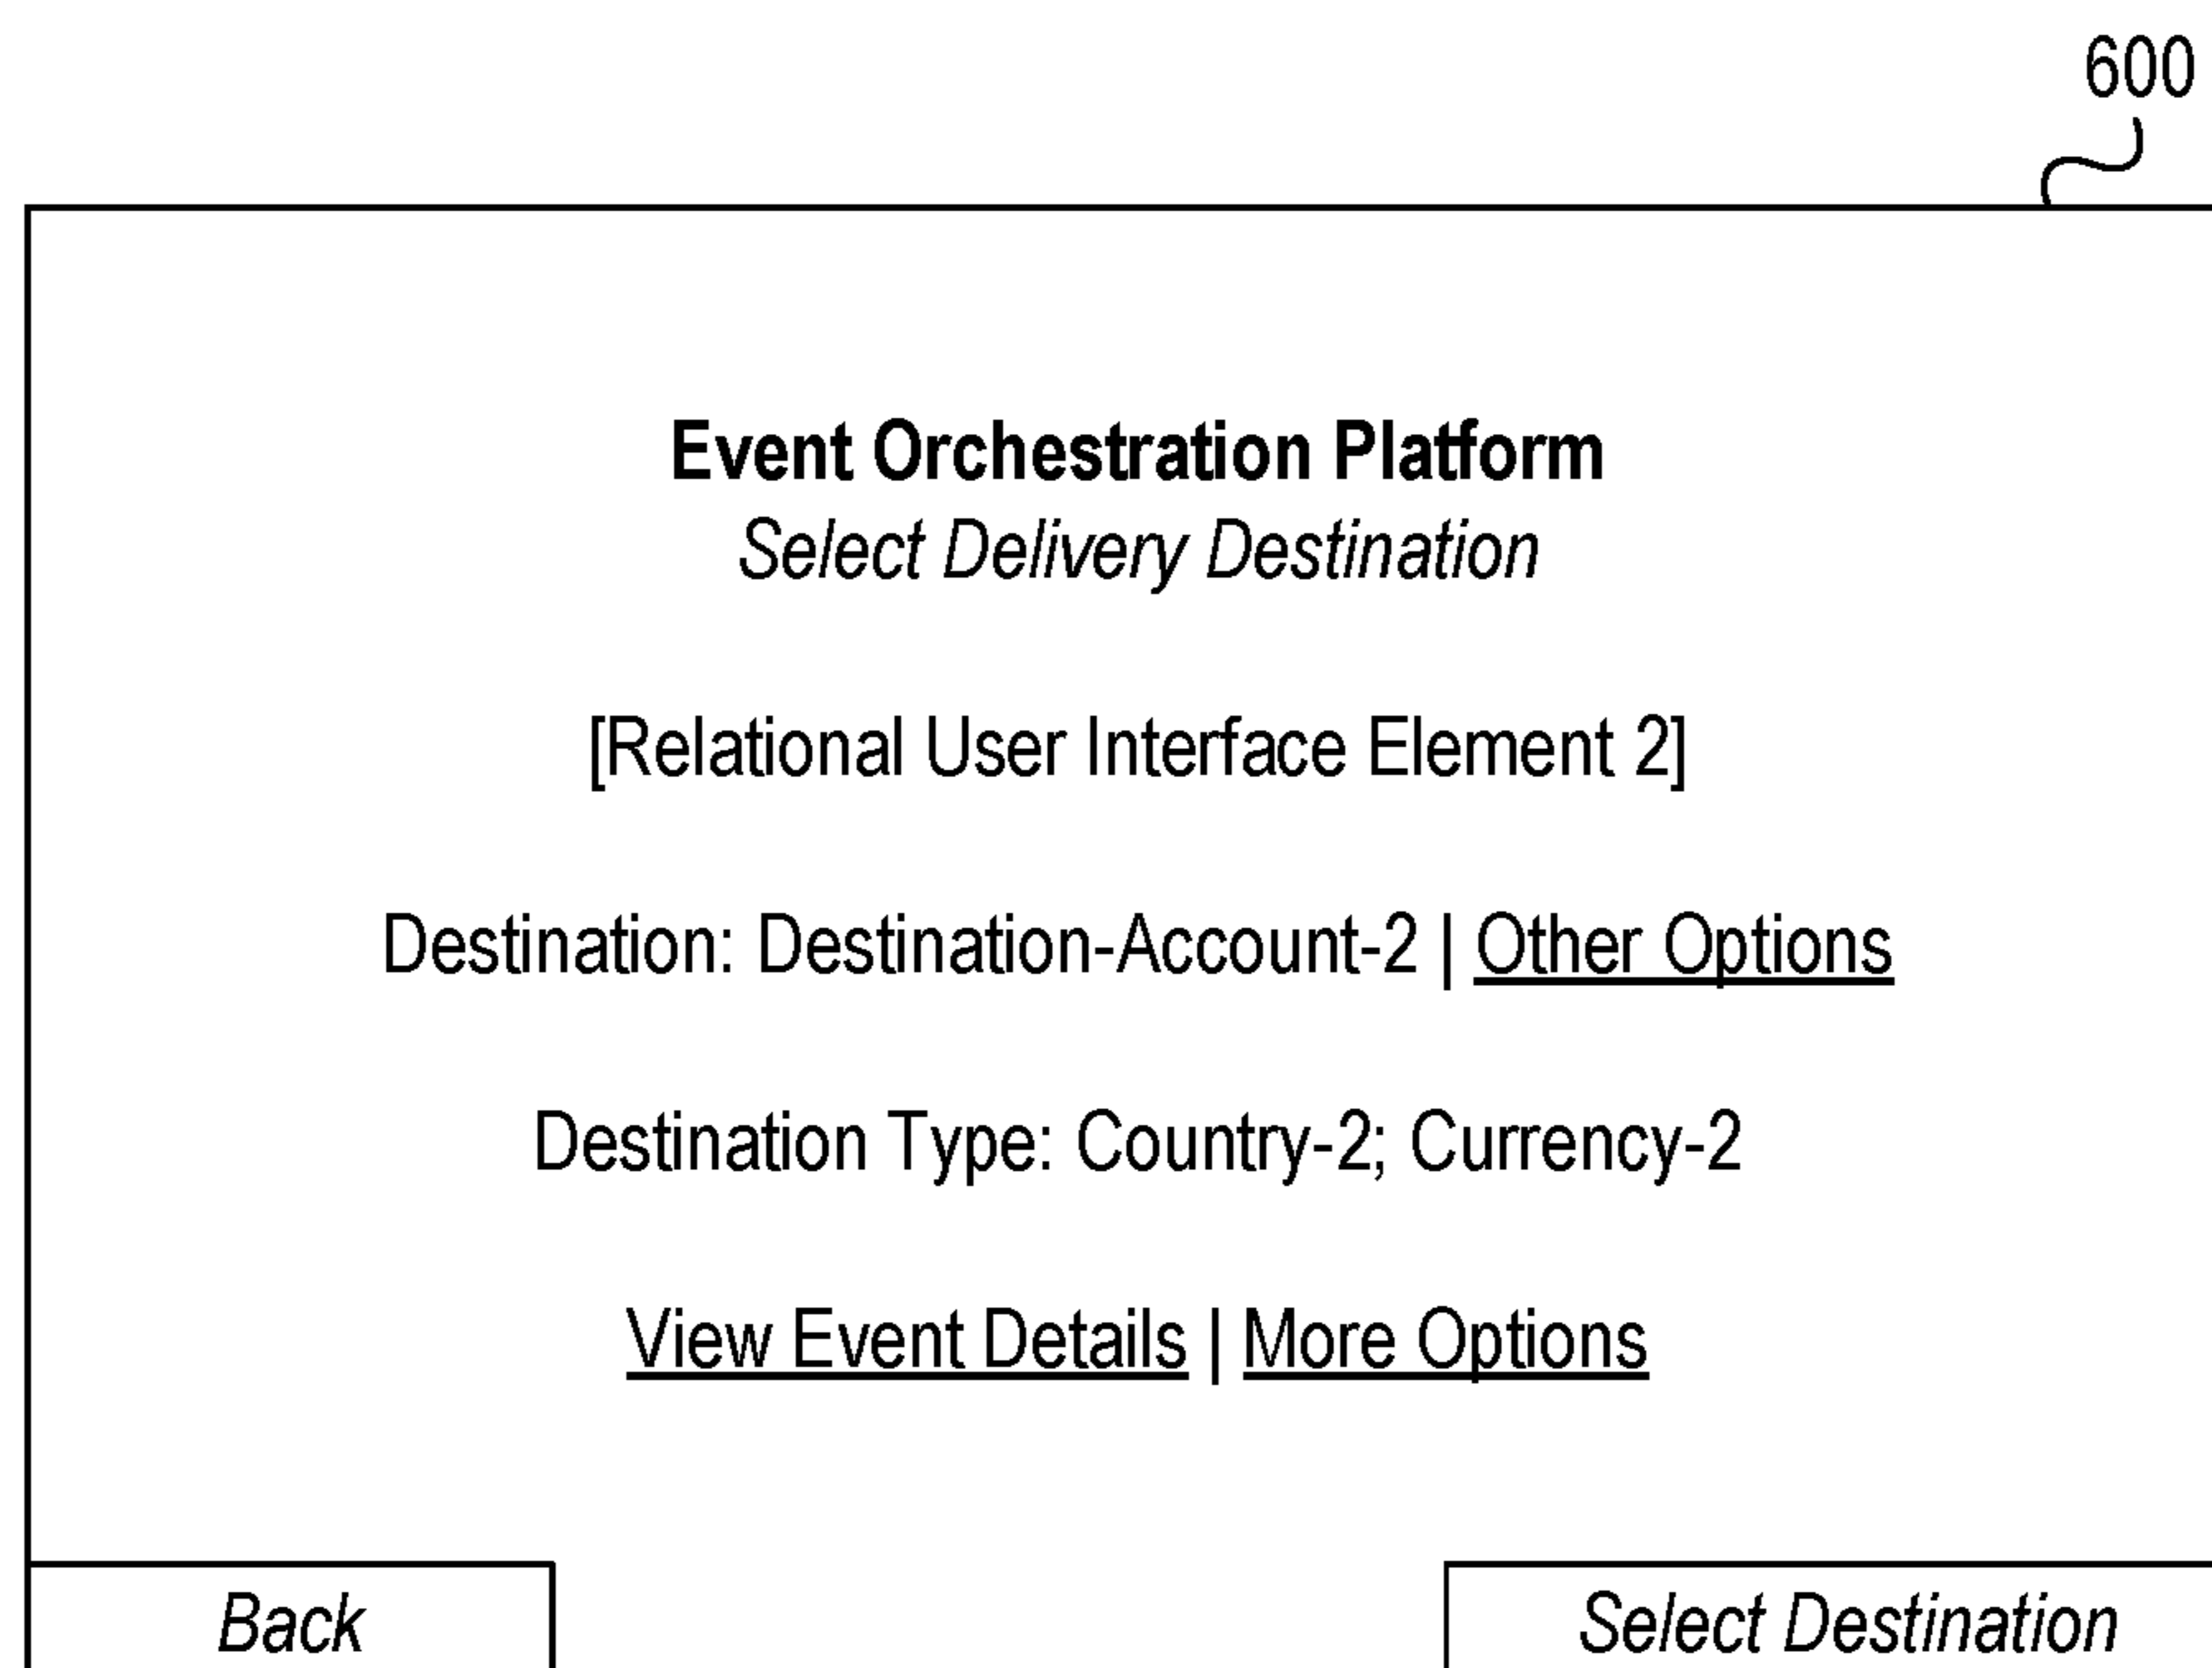 600
Event Orchestration Platform
Select Delivery Destination
[Relational User Interface Element 2]
Destination: Destination-Account-2 | Other Options
Destination Type: Country-2; Currency-2
View Event Details | More Options
Back
Select Destination